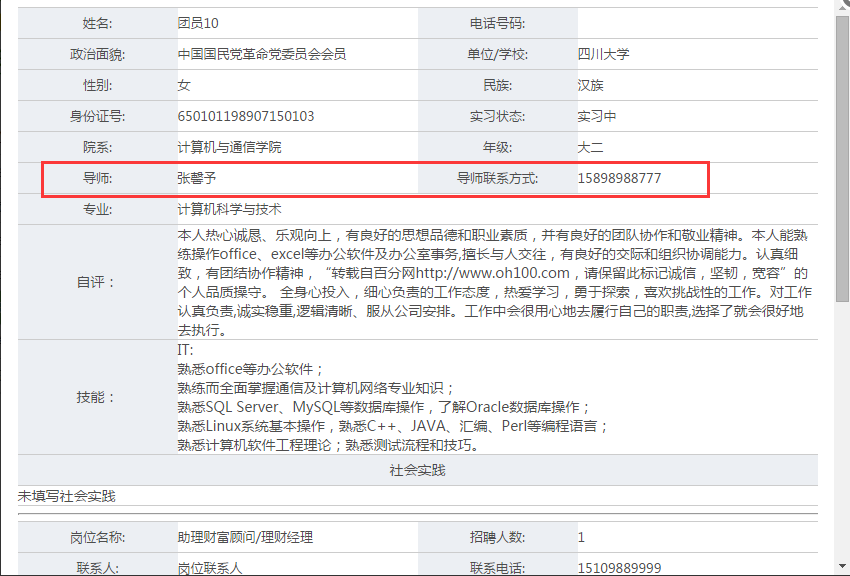 姓名: 团员10 电话号码:
政治面貌: 中国国民党革命党委员会会员 单位/学校: 四川大学
性别: 女 民族: 汉族
身份证号: 650101198907150103 实习状态: 实习中
院系: 计算机与通信学院 年级: 大二
导师: 张馨予 导师联系方式: 15898988777
专业: 计算机科学与技术
本人热心诚恳、乐观向上，有良好的思想品德和职业素质，并有良好的团队协作和敬业精神。本人能熟
练操作office、excel等办公软件及办公室事务,擅长与人交往，有良好的交际和组织协调能力。认真细
致，有团结协作精神，“转载自百分网http://www.oh100.com，请保留此标记诚信，坚韧，宽容”的
自评： 个人品质操守。 全身心投入，细心负责的工作态度，热爱学习，勇于探索，喜欢挑战性的工作。对工作
认真负责,诚实稳重,逻辑清晰、服从公司安排。工作中会很用心地去履行自己的职责,选择了就会很好地
去执行。
IT:
熟悉office等办公软件；
技能： 熟练而全面掌握通信及计算机网络专业知识；
熟悉SQL Server、MySQL等数据库操作，了解Oracle数据库操作；
熟悉Linux系统基本操作，熟悉C++、JAVA、汇编、Perl等编程语言；
熟悉计算机软件工程理论；熟悉测试流程和技巧。
社会实践
未填写社会实践
岗位名称: 助理财富顾问/理财经理 招聘人数: 1
联系人: 岗位联系人 联系电话: 15109889999